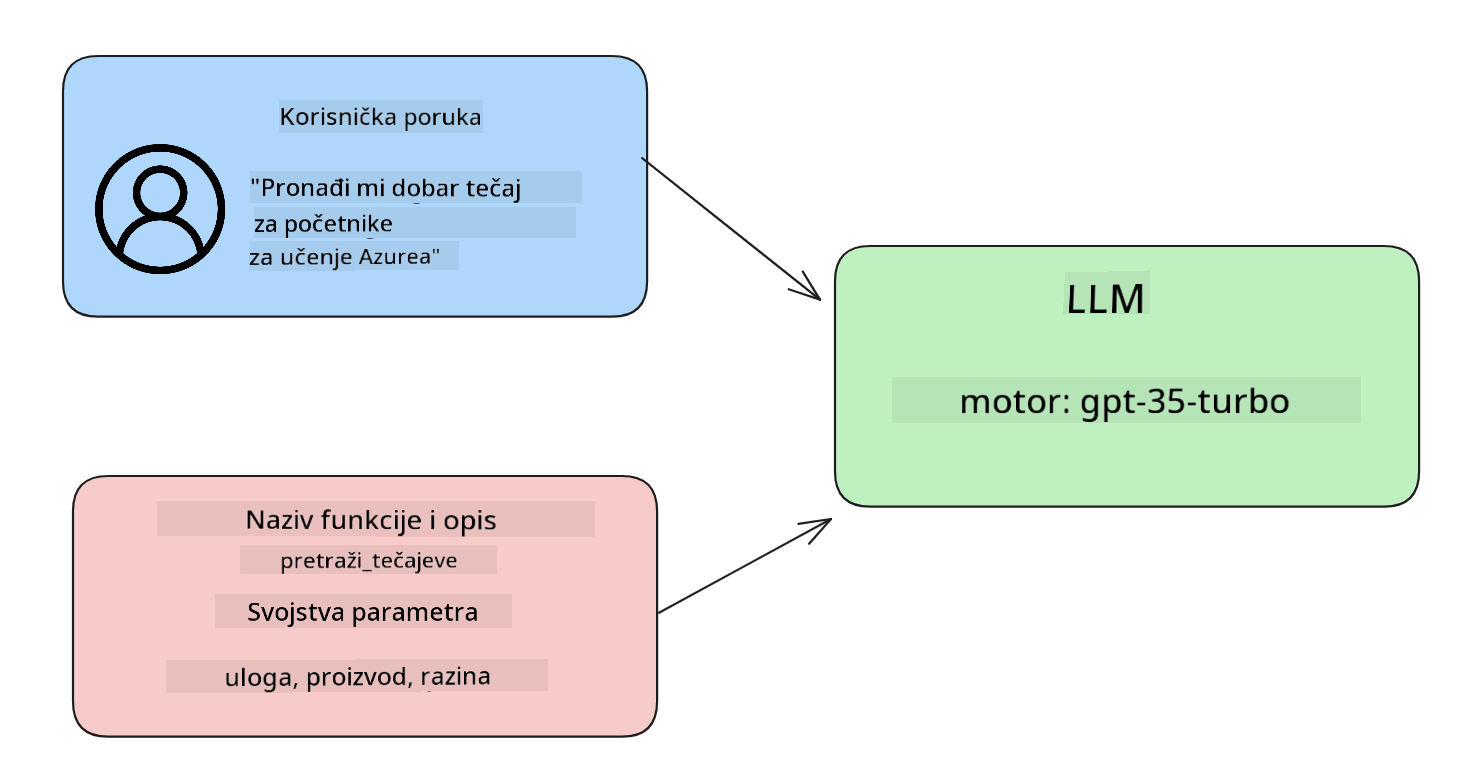 Korisnička poruka
"Pronađi mi dobar tečaj
za početnike
za učenje Azurea"
LLM
motor: gpt-35-turbo
Naziv funkcije i opis
pretraži_tečajeve
Svojstva parametra
uloga, proizvod, razina